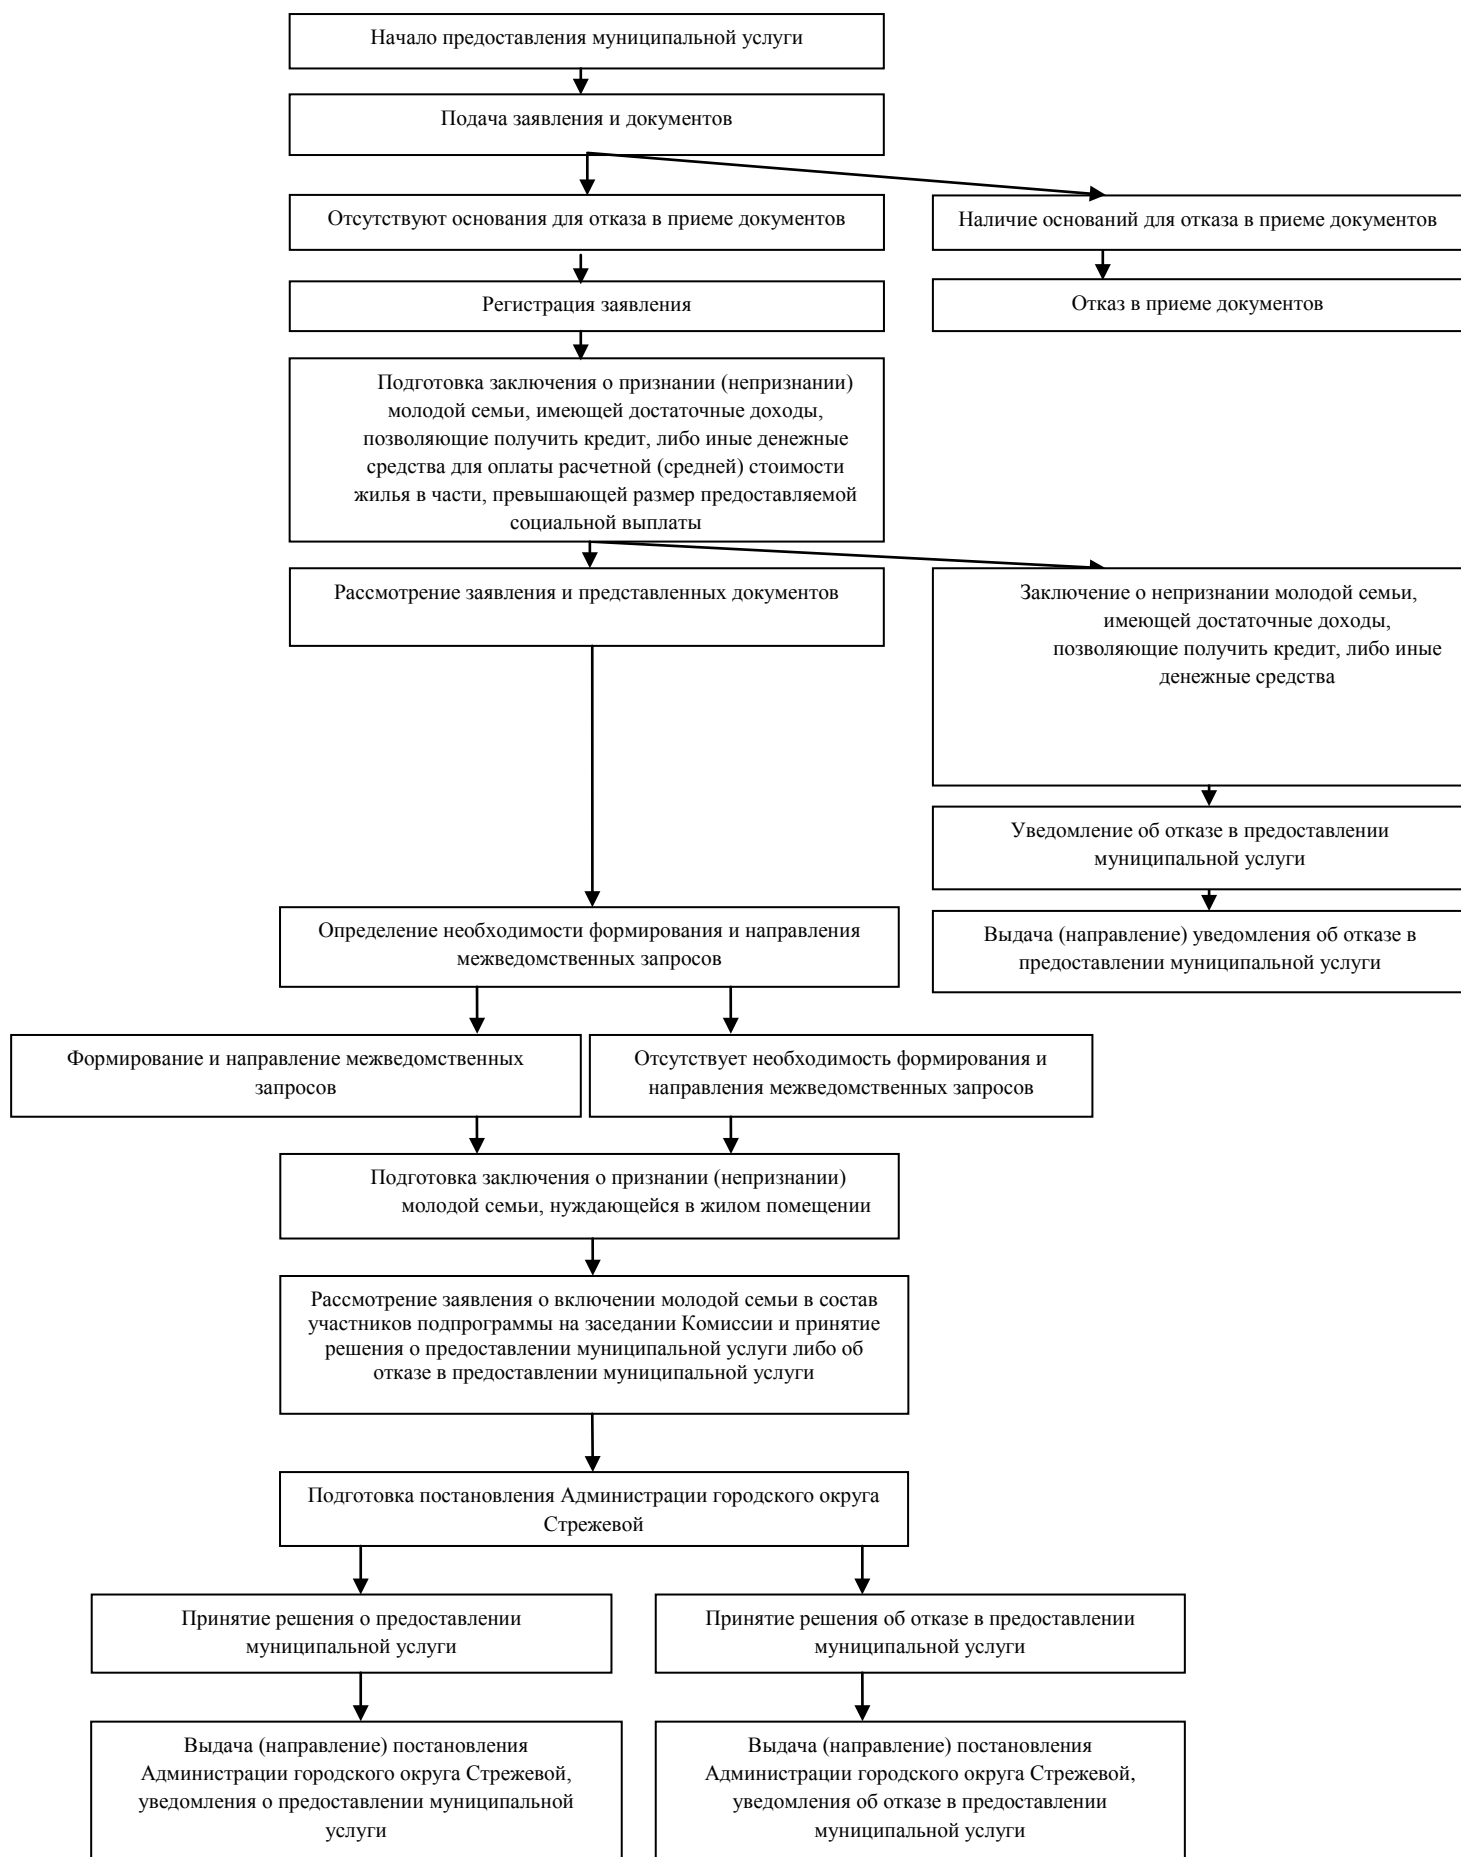 Начало предоставления муниципальной услуги
Подача заявления и документов
Отсутствуют основания для отказа в приеме документов
Наличие оснований для отказа в приеме документов
Регистрация заявления
Отказ в приеме документов
Подготовка заключения о признании (непризнании)
молодой семьи, имеющей достаточные доходы,
позволяющие получить кредит, либо иные денежные
средства для оплаты расчетной (средней) стоимости
жилья в части, превышающей размер предоставляемой
социальной выплаты
Рассмотрение заявления и представленных документов
Заключение о непризнании молодой семьи,
имеющей достаточные доходы,
позволяющие получить кредит, либо иные
денежные средства
Уведомление об отказе в предоставлении
муниципальной услуги
Определение необходимости формирования и направления
межведомственных запросов
Выдача (направление) уведомления об отказе в
предоставлении муниципальной услуги
Формирование и направление межведомственных
запросов
Отсутствует необходимость формирования и
направления межведомственных запросов
Подготовка заключения о признании (непризнании)
молодой семьи, нуждающейся в жилом помещении
Рассмотрение заявления о включении молодой семьи в состав
участников подпрограммы на заседании Комиссии и принятие
решения о предоставлении муниципальной услуги либо об
отказе в предоставлении муниципальной услуги
Подготовка постановления Администрации городского округа
Стрежевой
Принятие решения о предоставлении
муниципальной услуги
Принятие решения об отказе в предоставлении
муниципальной услуги
Выдача (направление) постановления
Администрации городского округа Стрежевой,
уведомления о предоставлении муниципальной
услуги
Выдача (направление) постановления
Администрации городского округа Стрежевой,
уведомления об отказе в предоставлении
муниципальной услуги